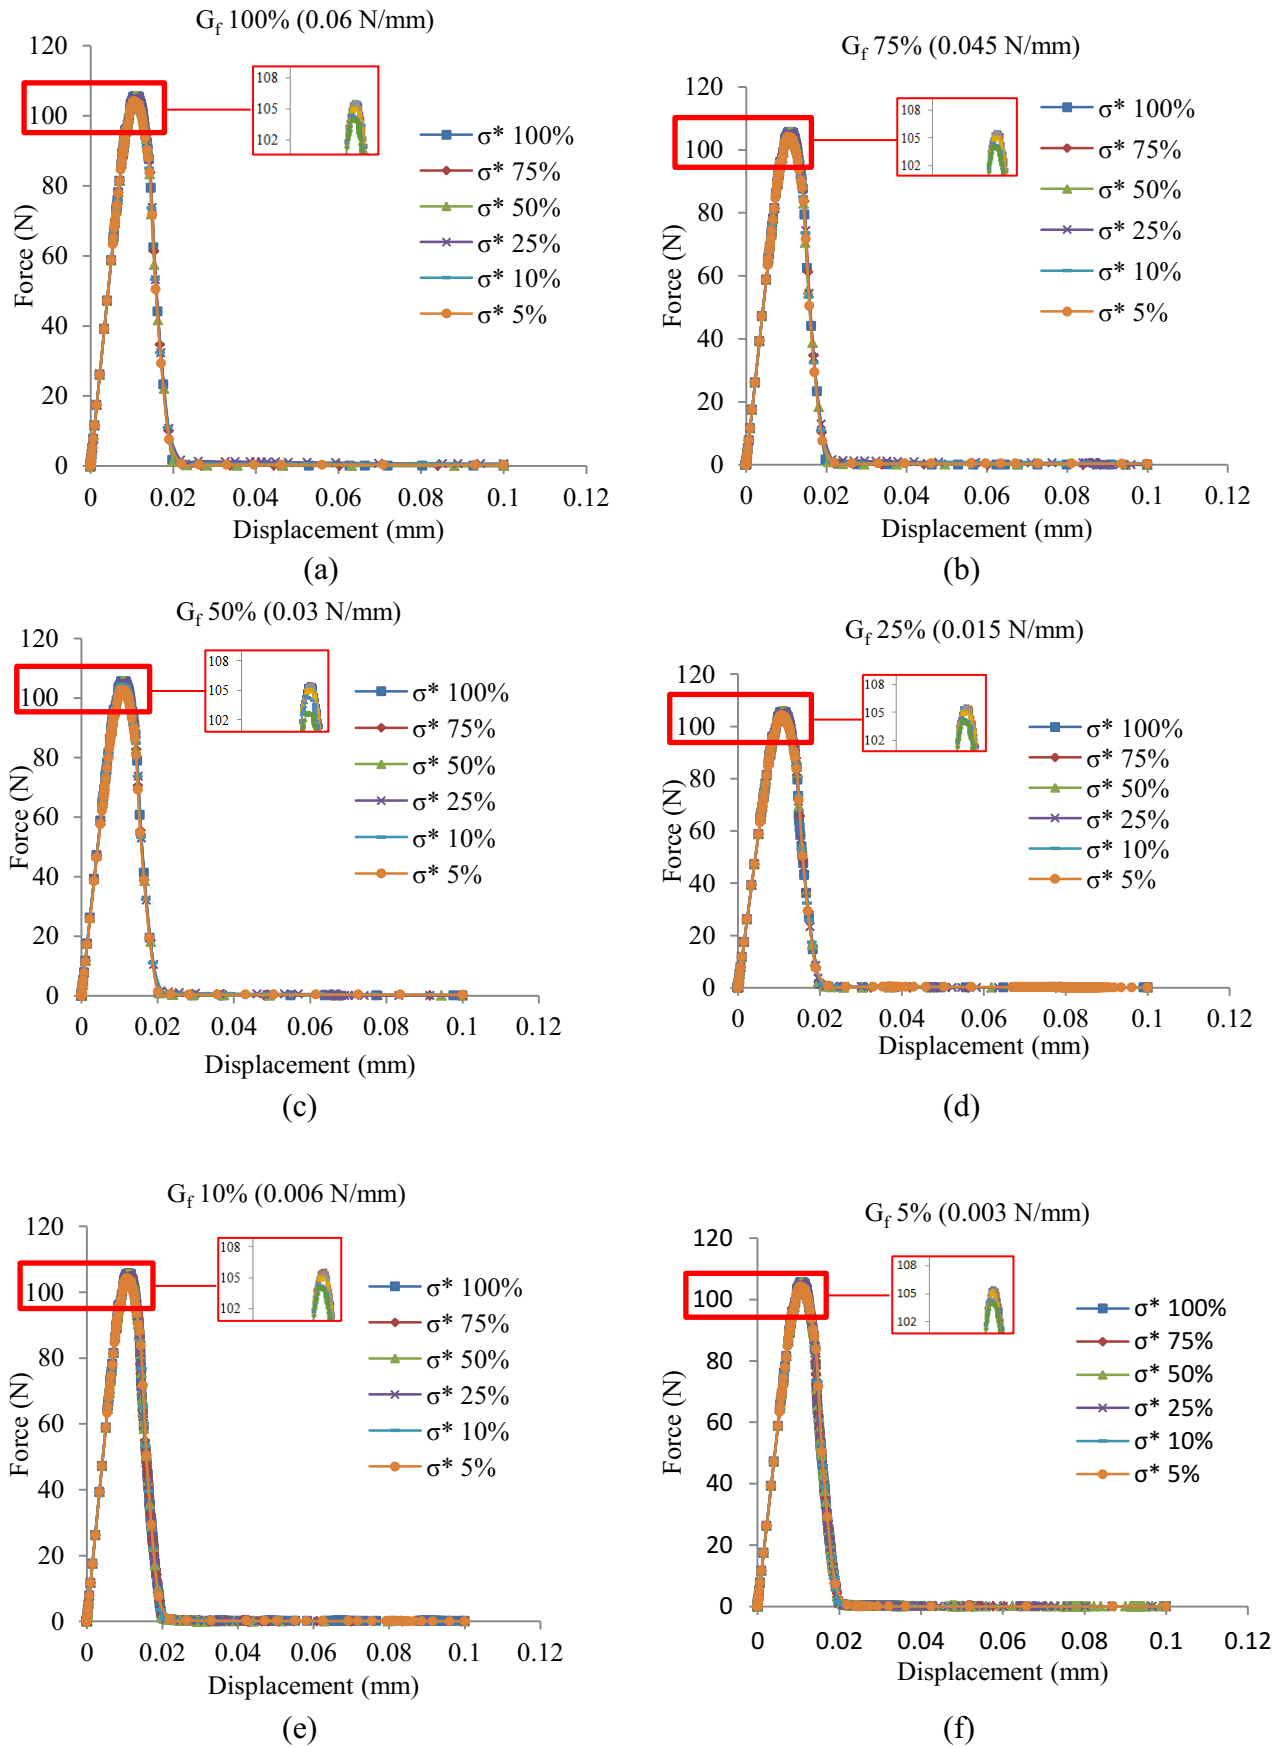 G_f 100% (0.06 N/mm)
120
100
80
60
40
20
0
Force (N)
108
105
102
σ* 100%
σ* 75%
σ* 50%
σ* 25%
σ* 10%
σ* 5%
0 0.02 0.04 0.06 0.08 0.1 0.12
Displacement (mm)
(a)
G_f 75% (0.045 N/mm)
120
100
80
60
40
20
0
Force (N)
108
105
102
σ* 100%
σ* 75%
σ* 50%
σ* 25%
σ* 10%
σ* 5%
0 0.02 0.04 0.06 0.08 0.1 0.12
Displacement (mm)
(b)
G_f 50% (0.03 N/mm)
120
100
80
60
40
20
0
Force (N)
108
105
102
σ* 100%
σ* 75%
σ* 50%
σ* 25%
σ* 10%
σ* 5%
0 0.02 0.04 0.06 0.08 0.1 0.12
Displacement (mm)
(c)
G_f 25% (0.015 N/mm)
120
100
80
60
40
20
0
Force (N)
108
105
102
σ* 100%
σ* 75%
σ* 50%
σ* 25%
σ* 10%
σ* 5%
0 0.02 0.04 0.06 0.08 0.1 0.12
Displacement (mm)
(d)
G_f 10% (0.006 N/mm)
120
100
80
60
40
20
0
Force (N)
108
105
102
σ* 100%
σ* 75%
σ* 50%
σ* 25%
σ* 10%
σ* 5%
0 0.02 0.04 0.06 0.08 0.1 0.12
Displacement (mm)
(e)
G_f 5% (0.003 N/mm)
120
100
80
60
40
20
0
Force (N)
108
105
102
σ* 100%
σ* 75%
σ* 50%
σ* 25%
σ* 10%
σ* 5%
0 0.02 0.04 0.06 0.08 0.1 0.12
Displacement (mm)
(f)